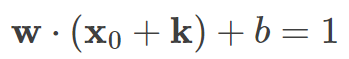 𝐰 · (𝐱₀ + 𝐤) + 𝑏 = 1